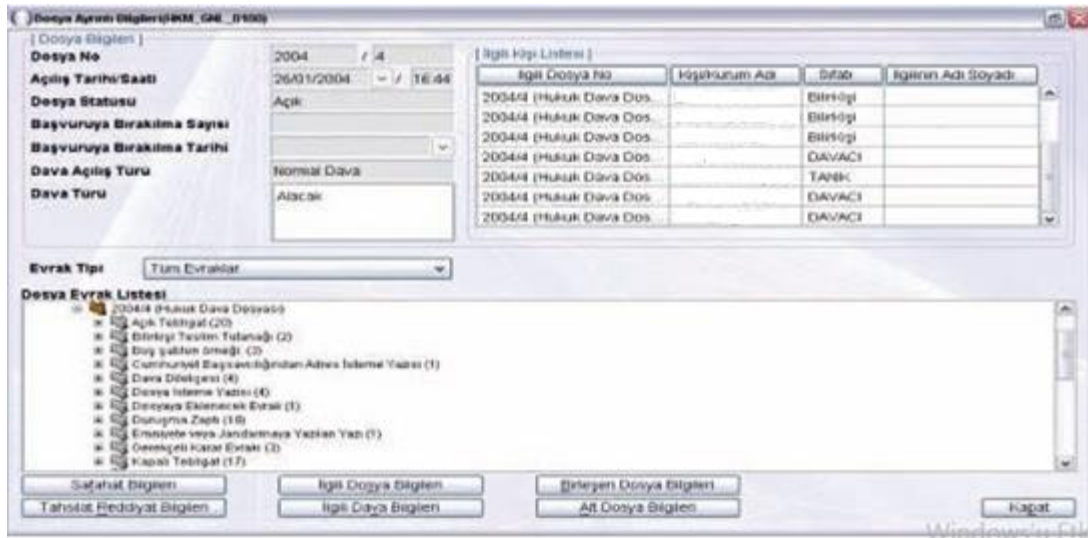 Dosya Ayrıntı Bilgileri(HKM_GNL_0100)
[ Dosya Bilgileri ]
Dosya No 2004 / 4
Açılış Tarihi/Saati 26/01/2004 / 16:44
Dosya Statusu Açık
Başvuruya Bırakılma Sayısı
Başvuruya Bırakılma Tarihi
Dava Açılış Turu Normal Dava
Dava Turu Alacak
[ İlgili Kişi Listesi ]
İlgili Dosya No Kişi/Kurum Adı Sıfatı İlgilinin Adı Soyadı
2004/4 (Hukuk Dava Dos... Bilirkişi
2004/4 (Hukuk Dava Dos... Bilirkişi
2004/4 (Hukuk Dava Dos... Bilirkişi
2004/4 (Hukuk Dava Dos... DAVACI
2004/4 (Hukuk Dava Dos... TANIK
2004/4 (Hukuk Dava Dos... DAVACI
2004/4 (Hukuk Dava Dos... DAVACI
Evrak Tipi Tüm Evraklar
Dosya Evrak Listesi
2004/4 (Hukuk Dava Dosyası)
Açık Tebligat (20)
Bilirkişi Teslim Tutanağı (2)
Boş şablon örneği (3)
Cumhuriyet Başsavcılığından Adres İsteme Yazısı (1)
Dava Dilekçesi (4)
Dosya İsteme Yazısı (4)
Dosyaya Eklenecek Evrak (1)
Duruşma Zaptı (18)
Emniyete veya Jandarmaya Yazılan Yazı (1)
Gerekçeli Karar Evrakı (3)
Kapalı Tebligat (17)
Safahat Bilgileri İlgili Dosya Bilgileri Birleşen Dosya Bilgileri
Tahsilat Reddiyat Bilgileri İlgili Dava Bilgileri Alt Dosya Bilgileri Kapat
Windows'u Etk